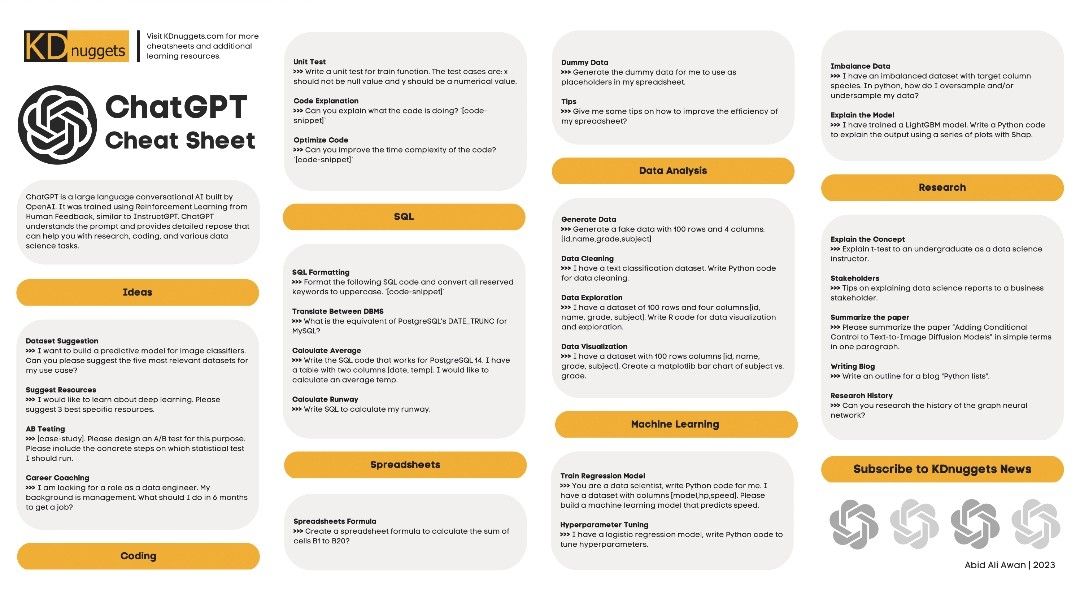 KD nuggets
Visit KDnuggets.com for more
cheatsheets and additional
learning resources.
ChatGPT
Cheat Sheet
ChatGPT is a large language conversational AI built by
OpenAI. It was trained using Reinforcement Learning from
Human Feedback, similar to InstructGPT. ChatGPT
understands the prompt and provides detailed repose that
can help you with research, coding, and various data
science tasks.
Ideas
Dataset Suggestion
>>> I want to build a predictive model for image classifiers.
Can you please suggest the five most relevant datasets for
my use case?
Suggest Resources
>>> I would like to learn about deep learning. Please
suggest 3 best specific resources.
AB Testing
>>> [case-study]. Please design an A/B test for this purpose.
Please include the concrete steps on which statistical test
I should run.
Career Coaching
>>> I am looking for a role as a data engineer. My
background is management. What should I do in 6 months
to get a job?
Coding
Unit Test
>>> Write a unit test for train function. The test cases are: x
should not be null value and y should be a numerical value.
Code Explanation
>>> Can you explain what the code is doing? `[code-
snippet]`
Optimize Code
>>> Can you improve the time complexity of the code?
`[code-snippet]`
SQL
SQL Formatting
>>> Format the following SQL code and convert all reserved
keywords to uppercase. `[code-snippet]`
Translate Between DBMS
>>> What is the equivalent of PostgreSQL's DATE_TRUNC for
MySQL?
Calculate Average
>>> Write the SQL code that works for PostgreSQL 14. I have
a table with two columns [date, temp]. I would like to
calculate an average temp.
Calculate Runway
>>> Write SQL to calculate my runway.
Spreadsheets
Spreadsheets Formula
>>> Create a spreadsheet formula to calculate the sum of
cells B1 to B20?
Dummy Data
>>> Generate the dummy data for me to use as
placeholders in my spreadsheet.
Tips
>>> Give me some tips on how to improve the efficiency of
my spreadsheet?
Data Analysis
Generate Data
>>> Generate a fake data with 100 rows and 4 columns.
[id,name,grade,subject]
Data Cleaning
>>> I have a text classification dataset. Write Python code
for data cleaning.
Data Exploration
>>> I have a dataset of 100 rows and four columns[id,
name, grade, subject]. Write R code for data visualization
and exploration.
Data Visualization
>>> I have a dataset with 100 rows columns [id, name,
grade, subject]. Create a matplotlib bar chart of subject vs.
grade.
Machine Learning
Train Regression Model
>>> You are a data scientist, write Python code for me. I
have a dataset with columns [model,hp,speed]. Please
build a machine learning model that predicts speed.
Hyperparameter Tuning
>>> I have a logistic regression model, write Python code to
tune hyperparameters.
Imbalance Data
>>> I have an imbalanced dataset with target column
species. In python, how do I oversample and/or
undersample my data?
Explain the Model
>>> I have trained a LightGBM model. Write a Python code
to explain the output using a series of plots with Shap.
Research
Explain the Concept
>>> Explain t-test to an undergraduate as a data science
instructor.
Stakeholders
>>> Tips on explaining data science reports to a business
stakeholder.
Summarize the paper
>>> Please summarize the paper "Adding Conditional
Control to Text-to-Image Diffusion Models" in simple terms
in one paragraph.
Writing Blog
>>> Write an outline for a blog "Python lists".
Research History
>>> Can you research the history of the graph neural
network?
Subscribe to KDnuggets News
Abid Ali Awan | 2023